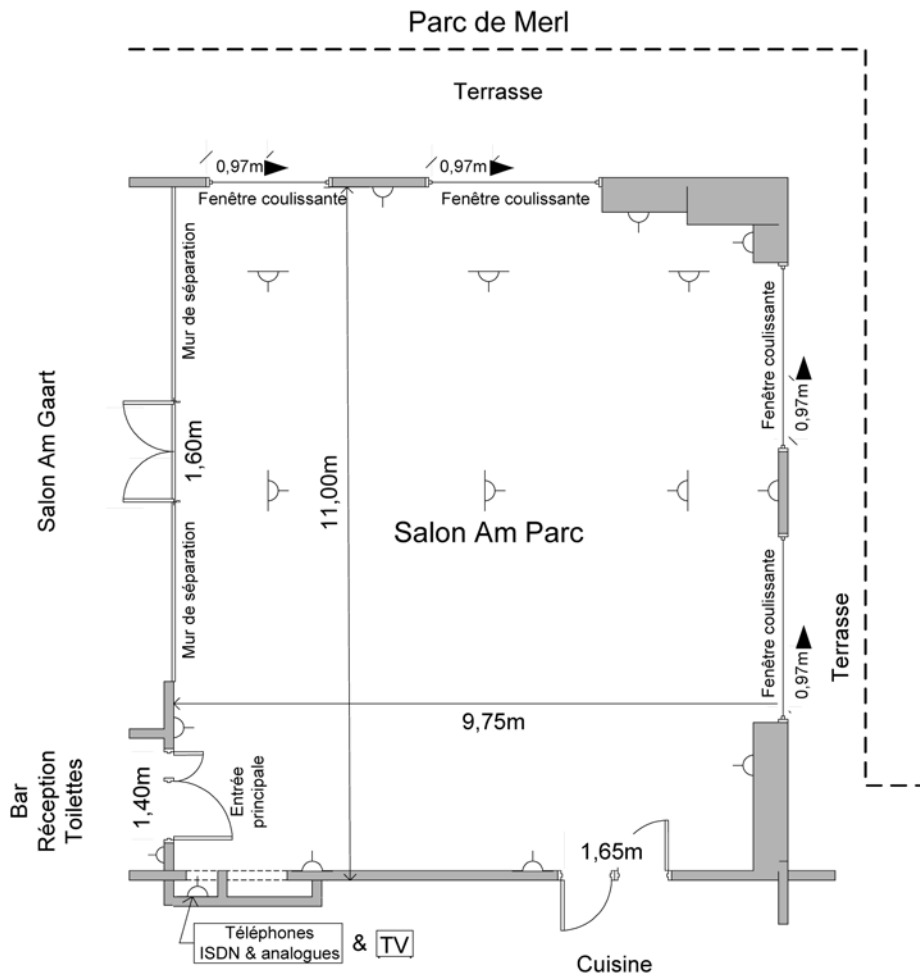 Parc de Merl
Terrasse
0,97m
0,97m
Fenêtre coulissante
Fenêtre coulissante
Mur de séparation
Fenêtre coulissante
0,97m
Salon Am Gaart
1,60m
11,00m
Salon Am Parc
Mur de séparation
Fenêtre coulissante
Terrasse
0,97m
9,75m
Bar
Réception
Toilettes
1,40m
Entrée
principale
1,65m
Téléphones
ISDN & analogues
& TV
Cuisine